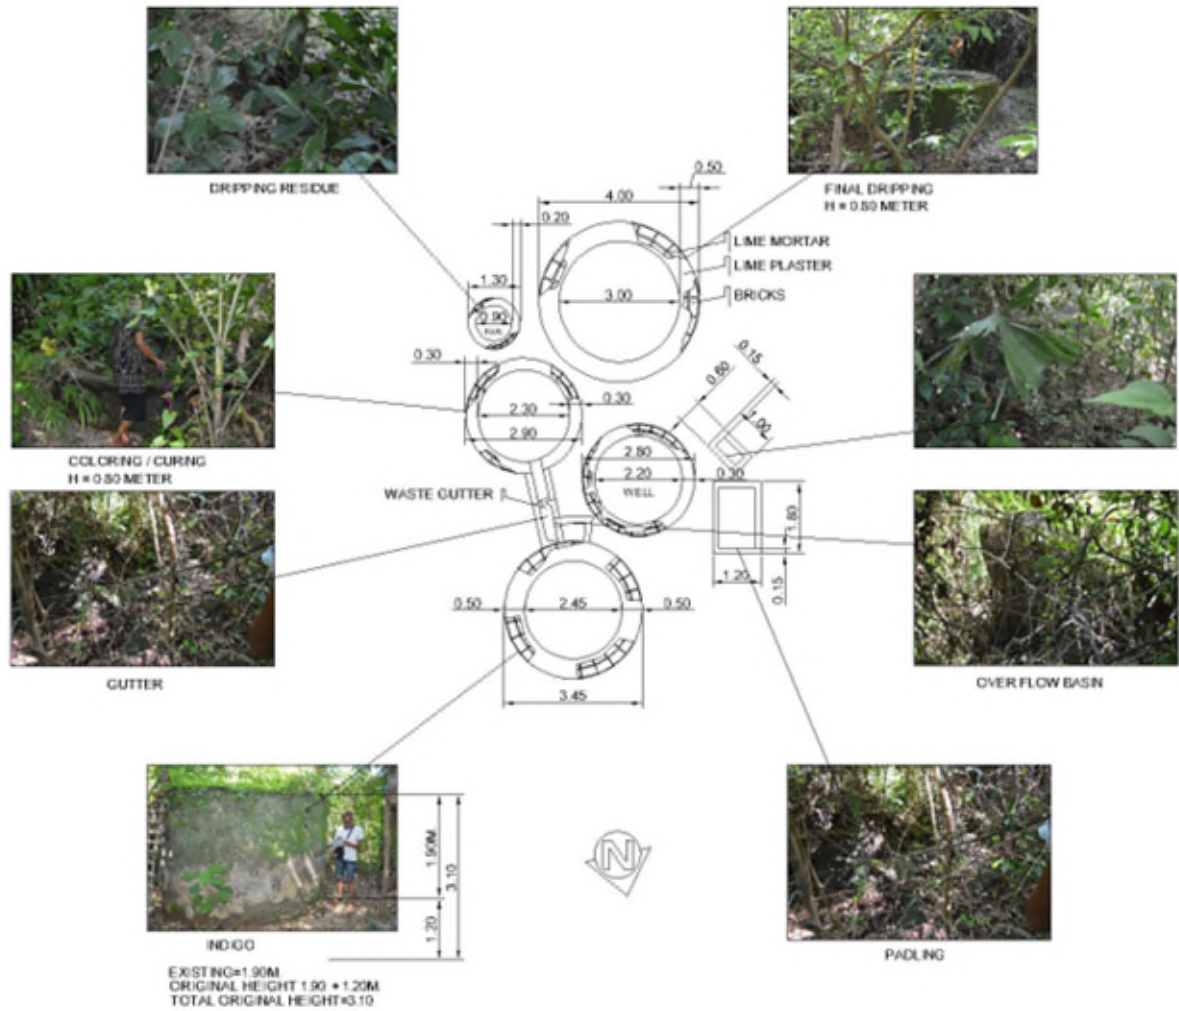 DRIPPING RESIDUE
FINAL DRIPPING
H = 0.80 METER
0.50
4.00
0.20
LIME MORTAR
LIME PLASTER
1.30
3.00
BRICKS
0.90
0.30
0.15
0.60
2.30
0.30
1.00
2.90
2.80
COLORING / CURING
H = 0.80 METER
2.20
0.30
WASTE GUTTER
WELL
1.80
1.20
0.15
0.50
2.45
0.50
GUTTER
OVER FLOW BASIN
3.45
1.90M.
3.10
N
1.20
INDIGO
PADLING
EXISTING=1.90M.
ORIGINAL HEIGHT 1.90 + 1.20M.
TOTAL ORIGINAL HEIGHT=3.10